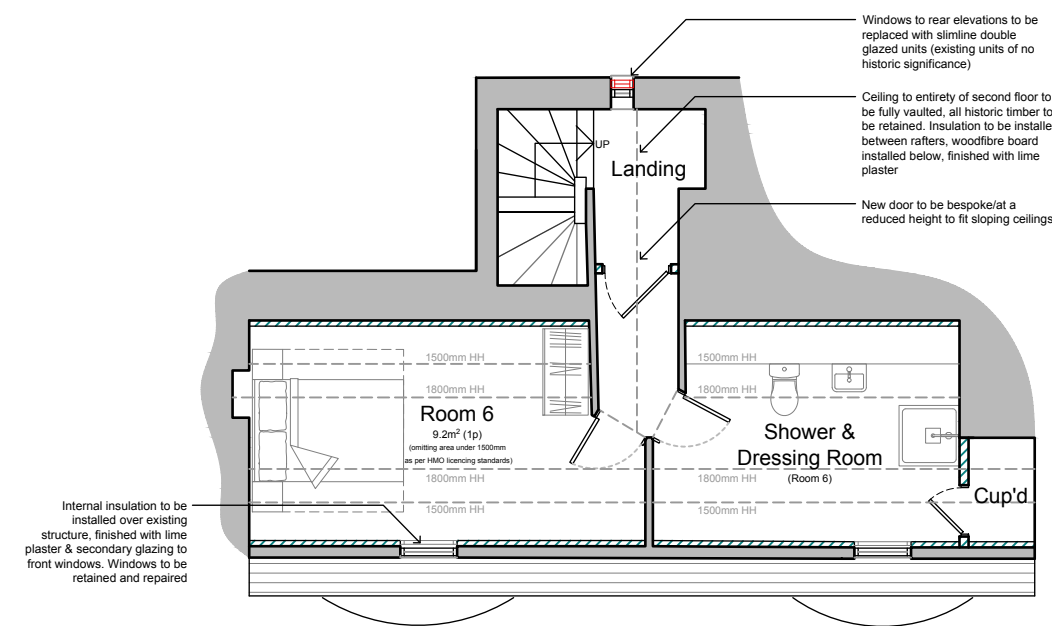 Windows to rear elevations to be
replaced with slimline double
glazed units (existing units of no
historic significance)
Ceiling to entirety of second floor to
be fully vaulted, all historic timber to
be retained. Insulation to be installe
between rafters, woodfibre board
installed below, finished with lime
plaster
New door to be bespoke/at a
reduced height to fit sloping ceilings
UP
Landing
1500mm HH
1800mm HH
Room 6
9.2m² (1p)
(omitting area under 1500mm
as per HMO licencing standards)
1800mm HH
1500mm HH
1500mm HH
1800mm HH
Shower &
Dressing Room
(Room 6)
1800mm HH
1500mm HH
Cup'd
Internal insulation to be
installed over existing
structure, finished with lime
plaster & secondary glazing to
front windows. Windows to be
retained and repaired